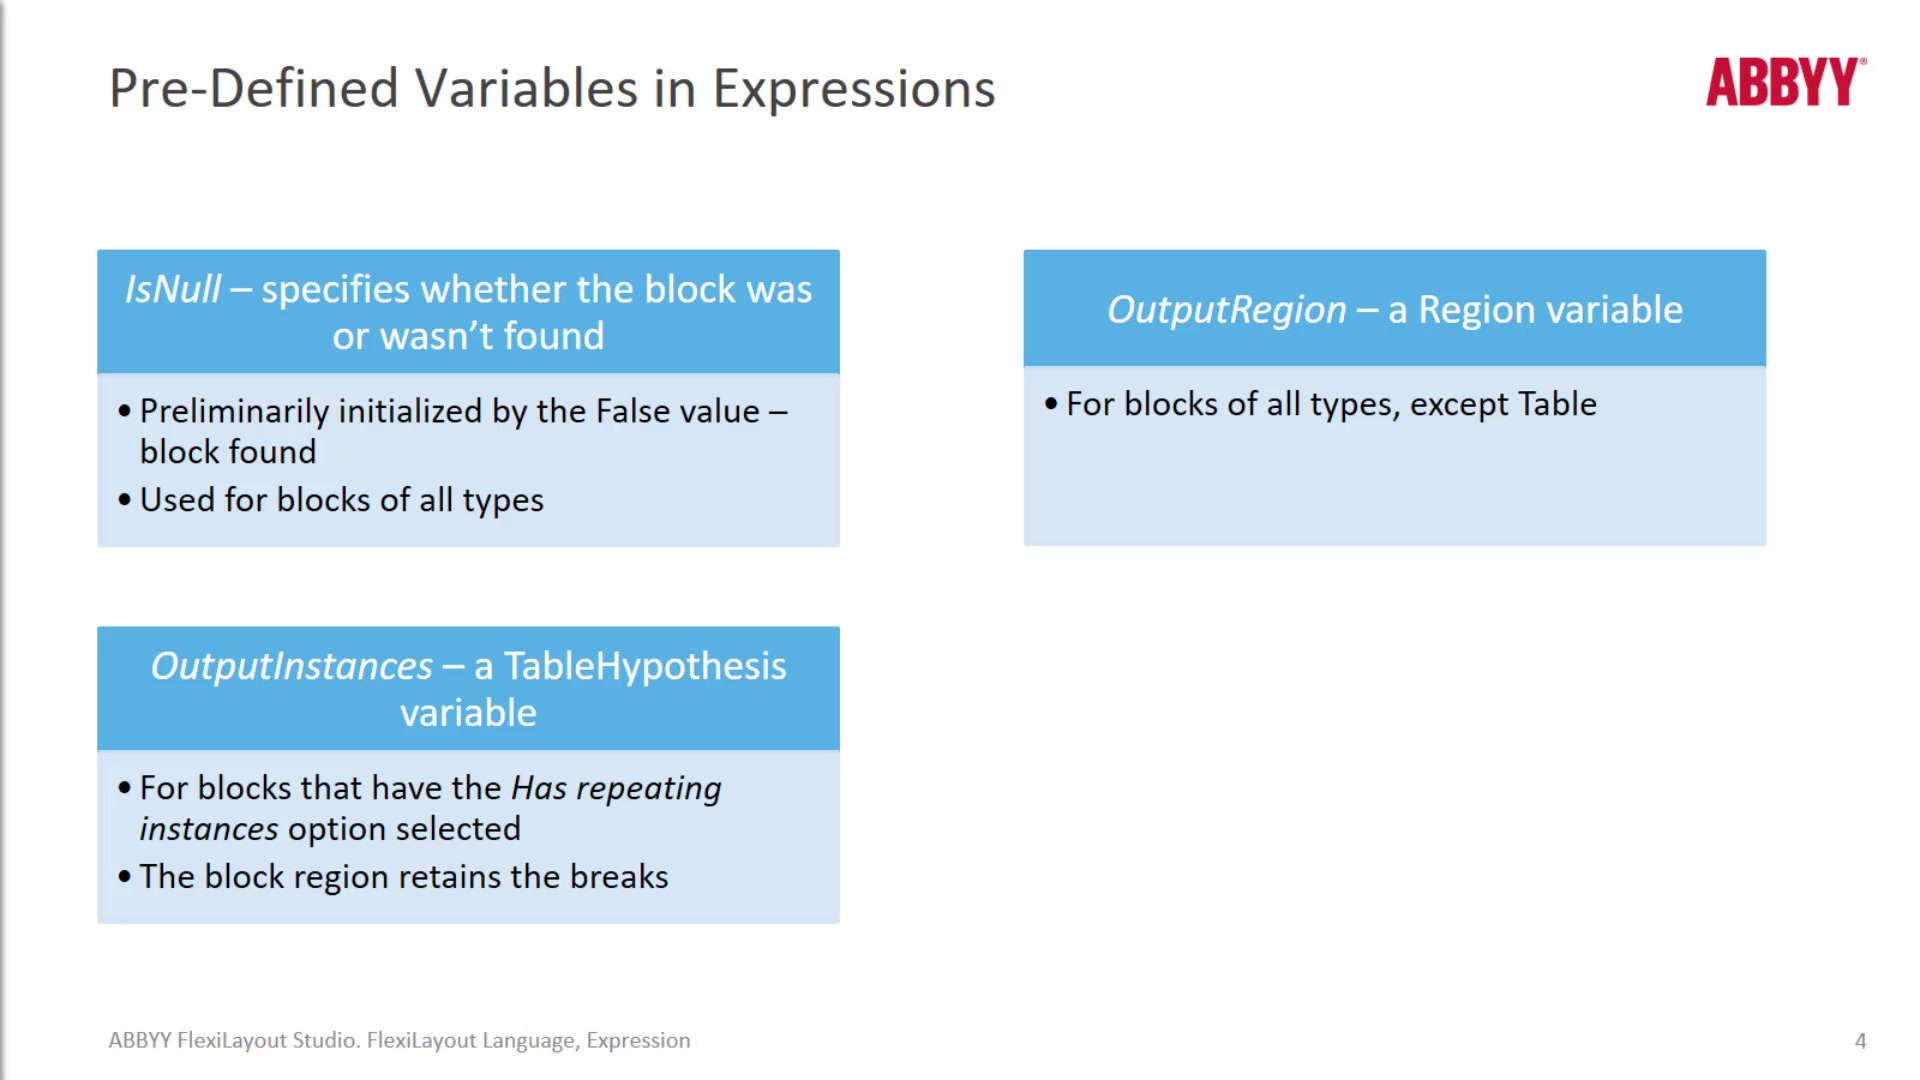 Pre-Defined Variables in Expressions
ABBYY®
IsNull – specifies whether the block was
or wasn’t found
• Preliminarily initialized by the False value –
block found
• Used for blocks of all types
OutputRegion – a Region variable
• For blocks of all types, except Table
OutputInstances – a TableHypothesis
variable
• For blocks that have the Has repeating
instances option selected
• The block region retains the breaks
ABBYY FlexiLayout Studio. FlexiLayout Language, Expression
4